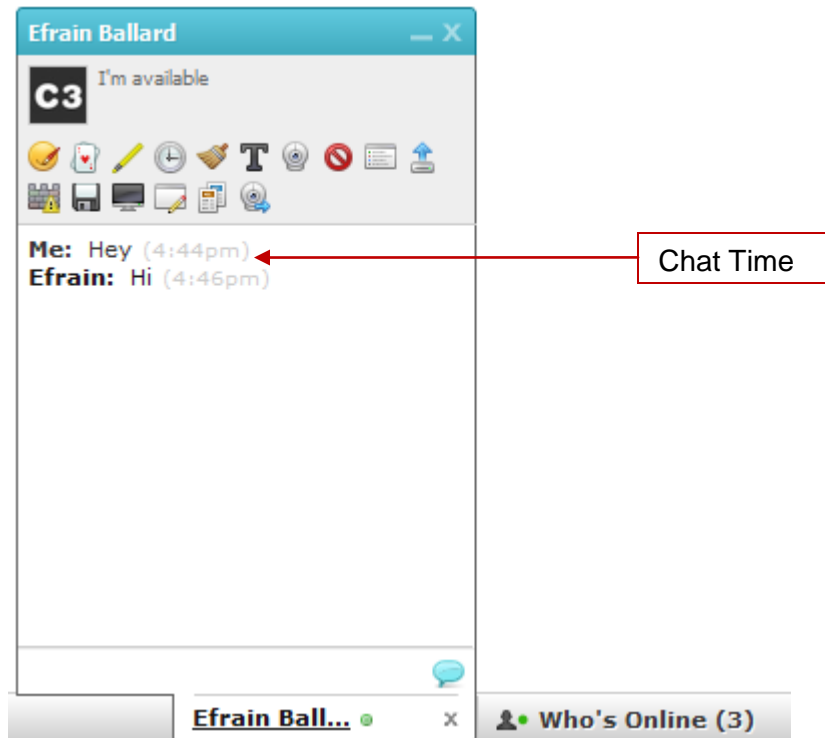 Efrain Ballard
C3
I'm available
T
Me: Hey (4:44pm)
Efrain: Hi (4:46pm)
Chat Time
Efrain Ball...
Who's Online (3)